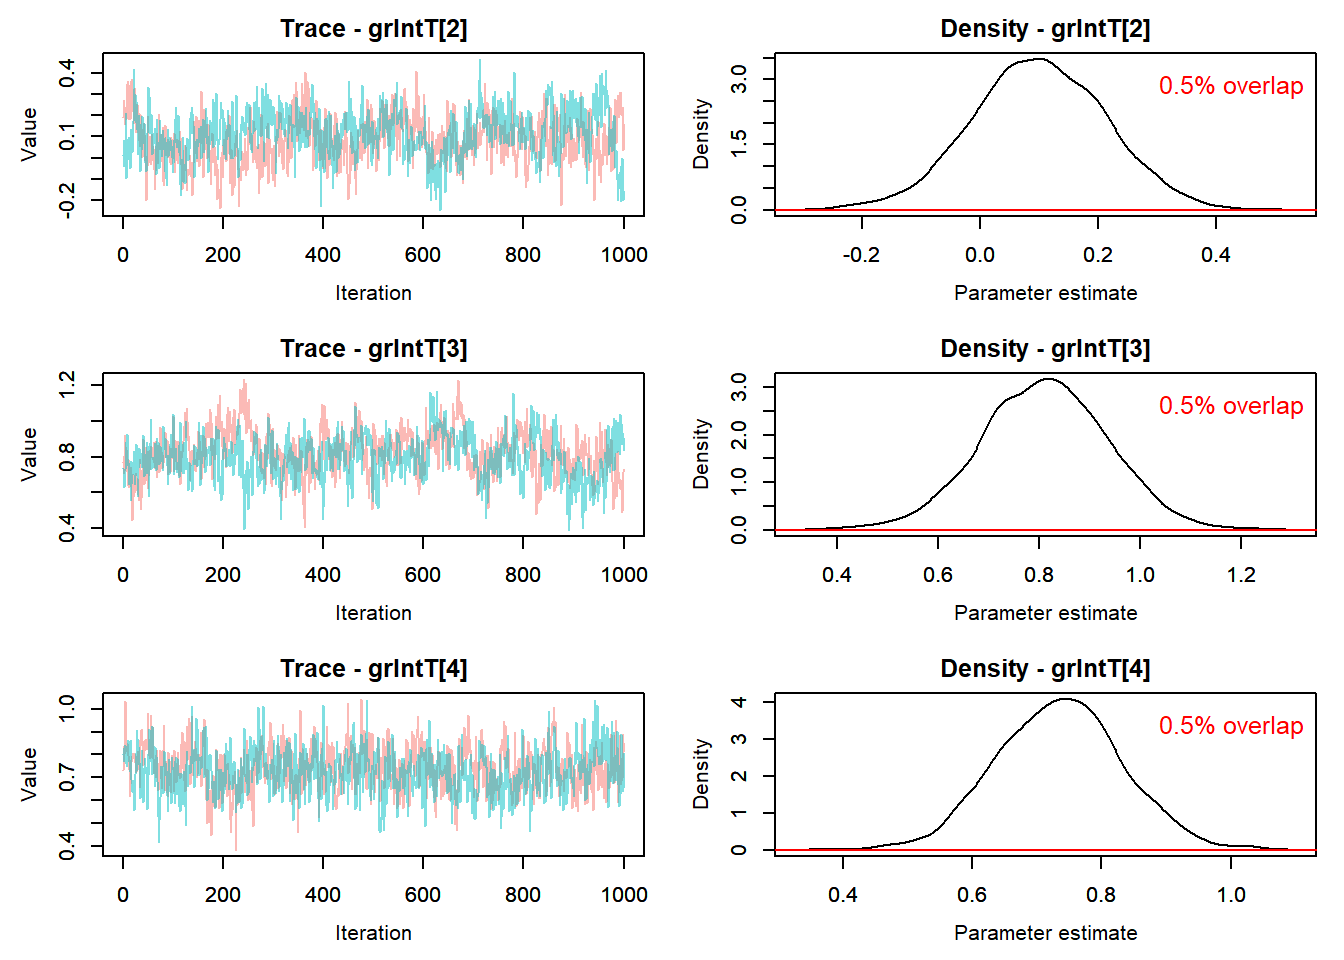 Trace - grIntT[2]
Value
0.4
0.1
-0.2
0 200 400 600 800 1000
Iteration
Density - grIntT[2]
0.5% overlap
Density
3.0
1.5
0.0
-0.2 0.0 0.2 0.4
Parameter estimate
Trace - grIntT[3]
Value
1.2
0.8
0.4
0 200 400 600 800 1000
Iteration
Density - grIntT[3]
0.5% overlap
Density
3.0
2.0
1.0
0.0
0.4 0.6 0.8 1.0 1.2
Parameter estimate
Trace - grIntT[4]
Value
1.0
0.7
0.4
0 200 400 600 800 1000
Iteration
Density - grIntT[4]
0.5% overlap
Density
4
3
2
1
0
0.4 0.6 0.8 1.0
Parameter estimate